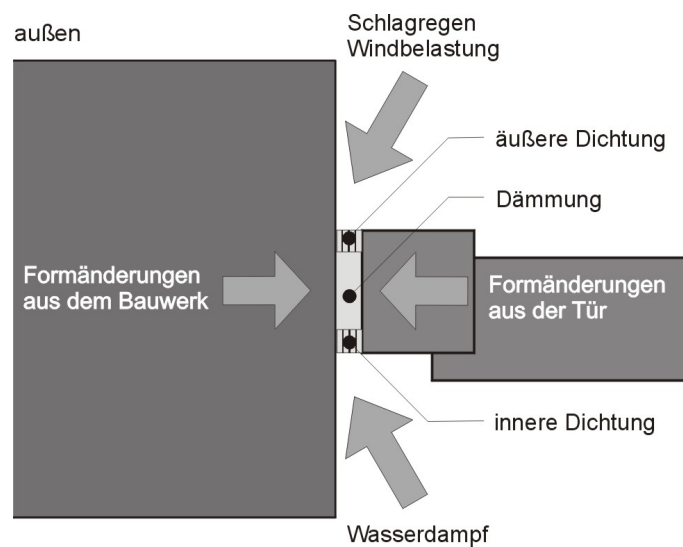 außen
Schlagregen
Windbelastung
äußere Dichtung
Dämmung
Formänderungen
aus dem Bauwerk
Formänderungen
aus der Tür
innere Dichtung
Wasserdampf